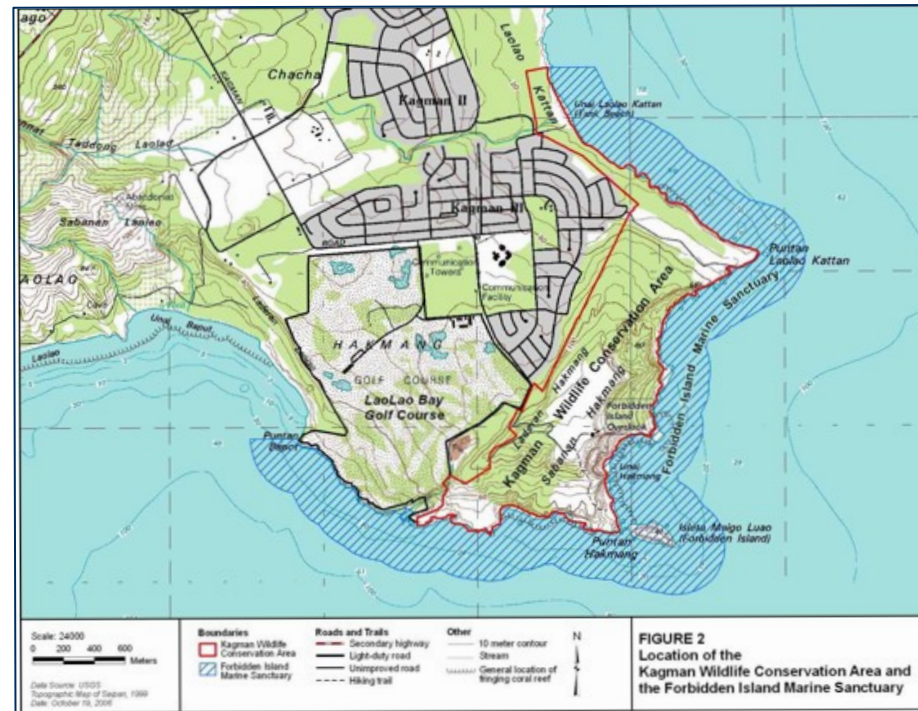 ago
Chacha
KAGMAN
Kagman II
Laolao
Kattan
Unai Laolao Kattan
(Tank Beach)
Taddong Laolao
Abandoned
Sabanan Laolao
Kagman III
ROAD
Communication
Towers
Communication
Facility
Puntan
Laolao Kattan
AOLAO
Cave
Laolao
Unai Bapot
HAKMANG
GOLF COURSE
LaoLao Bay
Golf Course
Puntan
Bapot
Hakmang
Kagman Wildlife Conservation Area
Sabanan Hakmang
Forbidden
Island
Overlook
Forbidden Island Marine Sanctuary
Unai
Hakmang
Isleta Maigo Luao
(Forbidden Island)
Puntan
Hakmang
Scale: 24000
0 200 400 600
Meters
Data Source: USGS
Topographic Map of Saipan, 1999
Date: October 19, 2006
Boundaries
Kagman Wildlife
Conservation Area
Forbidden Island
Marine Sanctuary
Roads and Trails
Secondary highway
Light-duty road
Unimproved road
Hiking trail
Other
10 meter contour
Stream
General location of
fringing coral reef
N
FIGURE 2
Location of the
Kagman Wildlife Conservation Area and
the Forbidden Island Marine Sanctuary